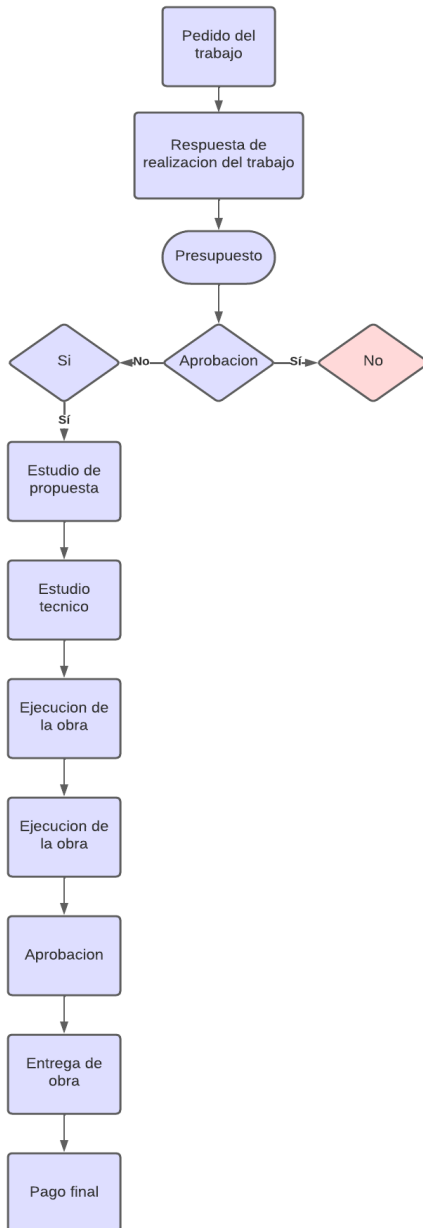 Pedido del
trabajo
Respuesta de
realizacion del trabajo
Presupuesto
Si
No
Aprobacion
Sí
No
Sí
Estudio de
propuesta
Estudio
tecnico
Ejecucion de
la obra
Ejecucion de
la obra
Aprobacion
Entrega de
obra
Pago final